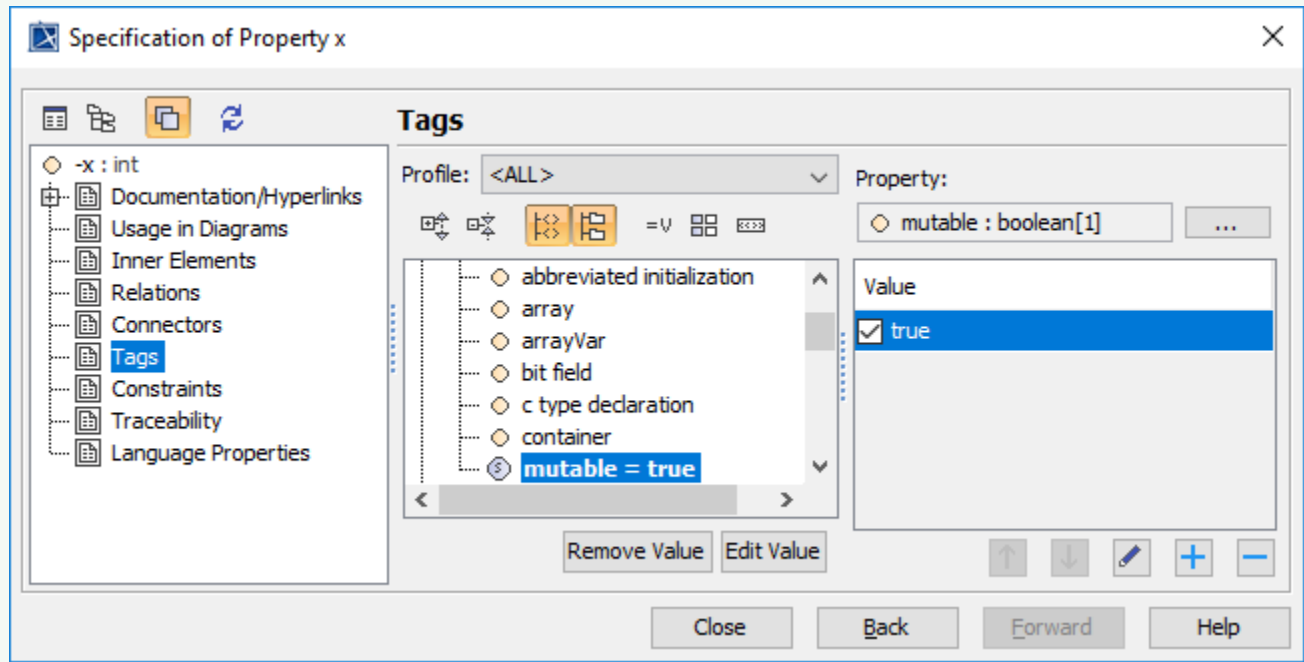 Specification of Property x
Tags
-x : int
Documentation/Hyperlinks
Usage in Diagrams
Inner Elements
Relations
Connectors
Tags
Constraints
Traceability
Language Properties
Profile: <ALL>
=V
abbreviated initialization
array
arrayVar
bit field
c type declaration
container
mutable = true
Remove Value Edit Value
Property:
mutable : boolean[1] ...
Value
true
Close Back Forward Help